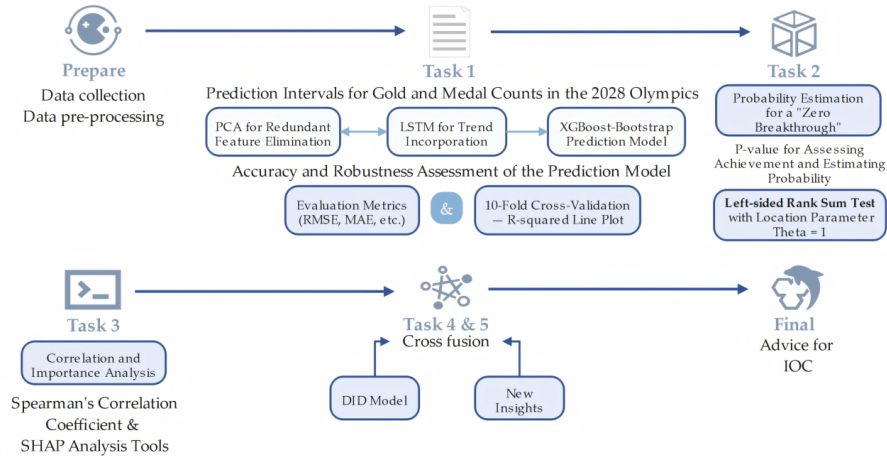 Prepare
Data collection
Data pre-processing
Task 1
Prediction Intervals for Gold and Medal Counts in the 2028 Olympics
PCA for Redundant
Feature Elimination
LSTM for Trend
Incorporation
XGBoost-Bootstrap
Prediction Model
Accuracy and Robustness Assessment of the Prediction Model
Evaluation Metrics
(RMSE, MAE, etc.)
&
10-Fold Cross-Validation
— R-squared Line Plot
Task 2
Probability Estimation
for a "Zero
Breakthrough"
P-value for Assessing
Achievement and Estimating
Probability
Left-sided Rank Sum Test
with Location Parameter
Theta = 1
Task 3
Correlation and
Importance Analysis
Spearman's Correlation
Coefficient &
SHAP Analysis Tools
Task 4 & 5
Cross fusion
DID Model
New
Insights
Final
Advice for
IOC